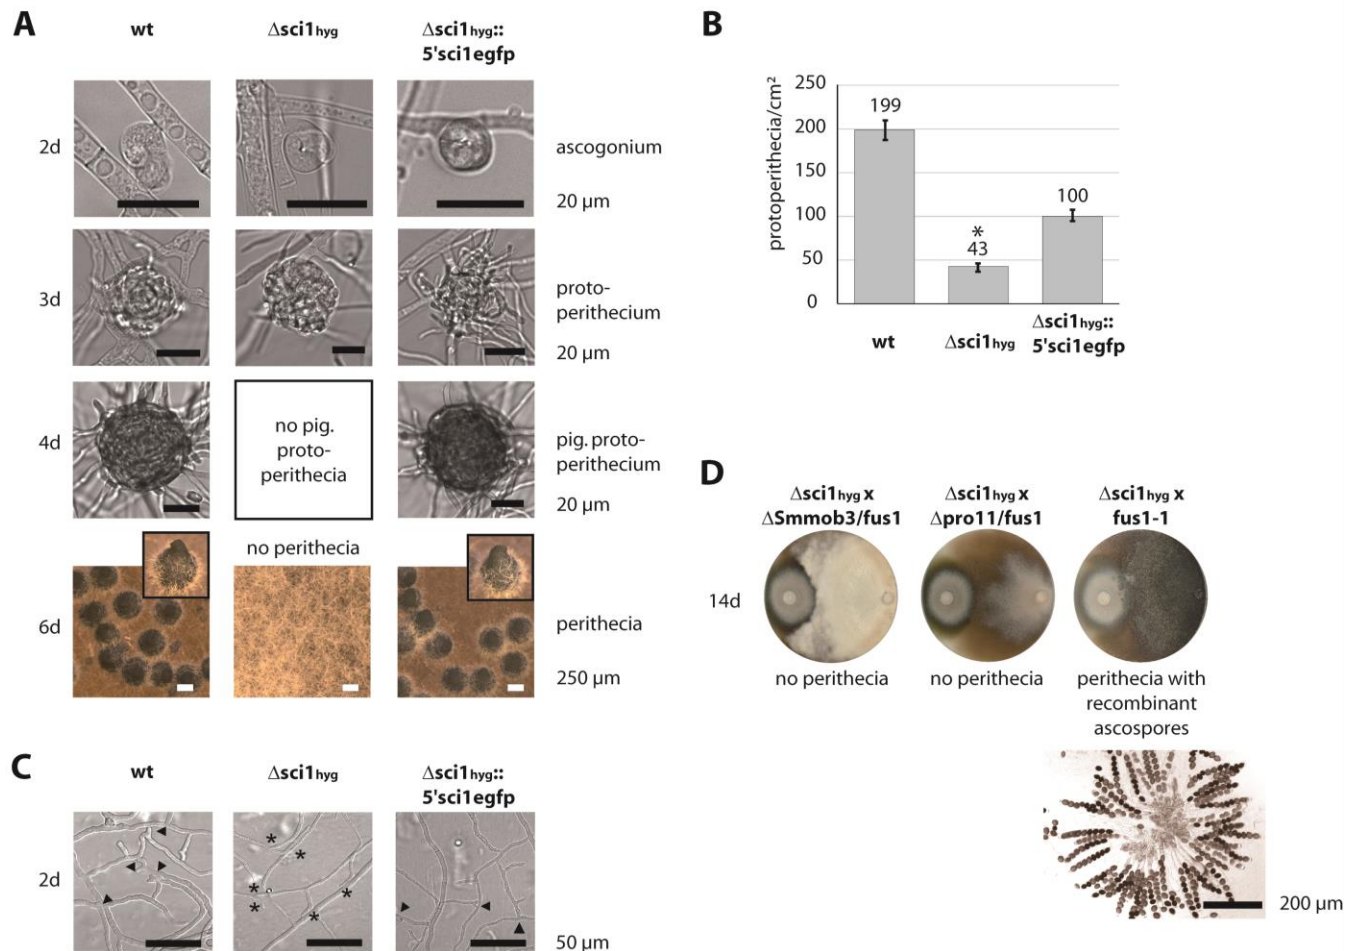 A
wt
Δsci1hyg
Δsci1hyg::
5'sci1egfp
2d
ascogonium
20 µm
3d
proto-
perithecium
20 µm
4d
no pig.
proto-
perithecia
pig. proto-
perithecium
20 µm
no perithecia
6d
perithecia
250 µm
B
protoperithecia/cm²
250
200
150
100
50
0
199
*
43
100
wt
Δsci1hyg
Δsci1hyg::
5'sci1egfp
C
wt
Δsci1hyg
Δsci1hyg::
5'sci1egfp
2d
*
*
*
*
*
*
50 µm
D
Δsci1hyg x
ΔSmmob3/fus1
Δsci1hyg x
Δpro11/fus1
Δsci1hyg x
fus1-1
14d
no perithecia
no perithecia
perithecia with
recombinant
ascospores
200 µm